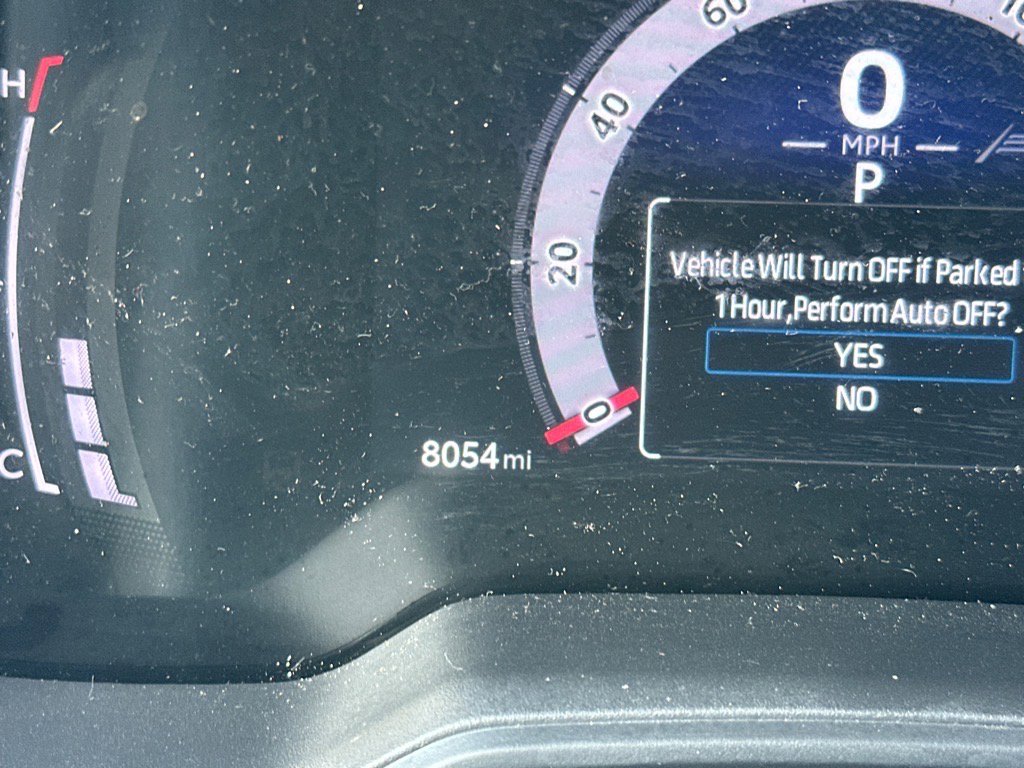 H
60
40
20
0
0
MPH
P
Vehicle Will Turn OFF if Parked
1 Hour,Perform Auto OFF?
YES
NO
8054 mi
C